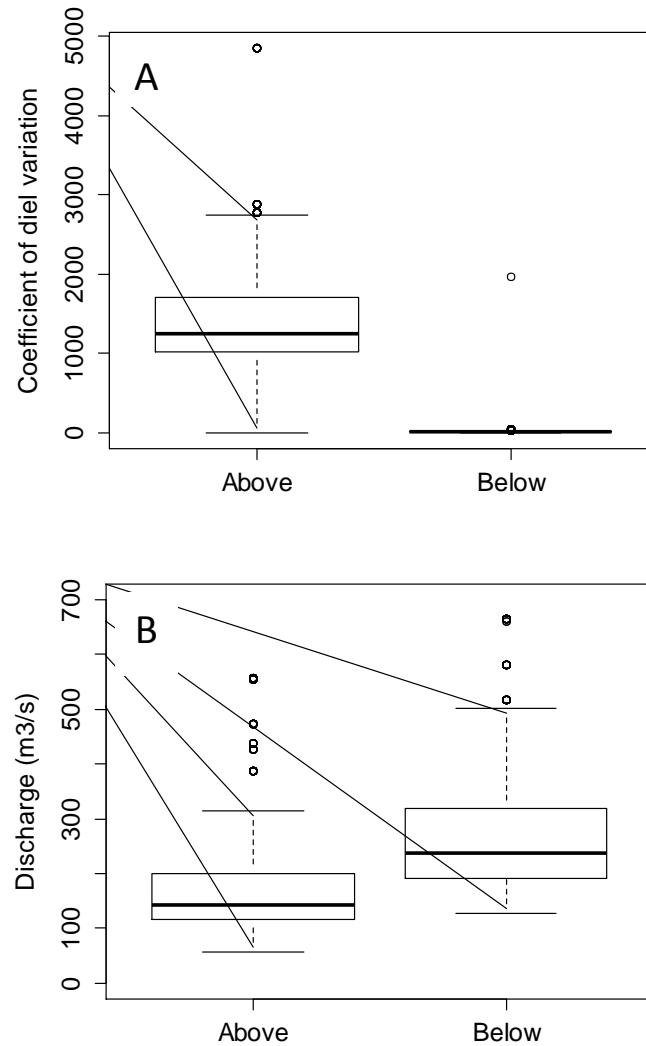 A
Coefficient of diel variation
5000
4000
3000
2000
1000
0
Above Below
B
Discharge (m3/s)
700
500
300
100
0
Above Below